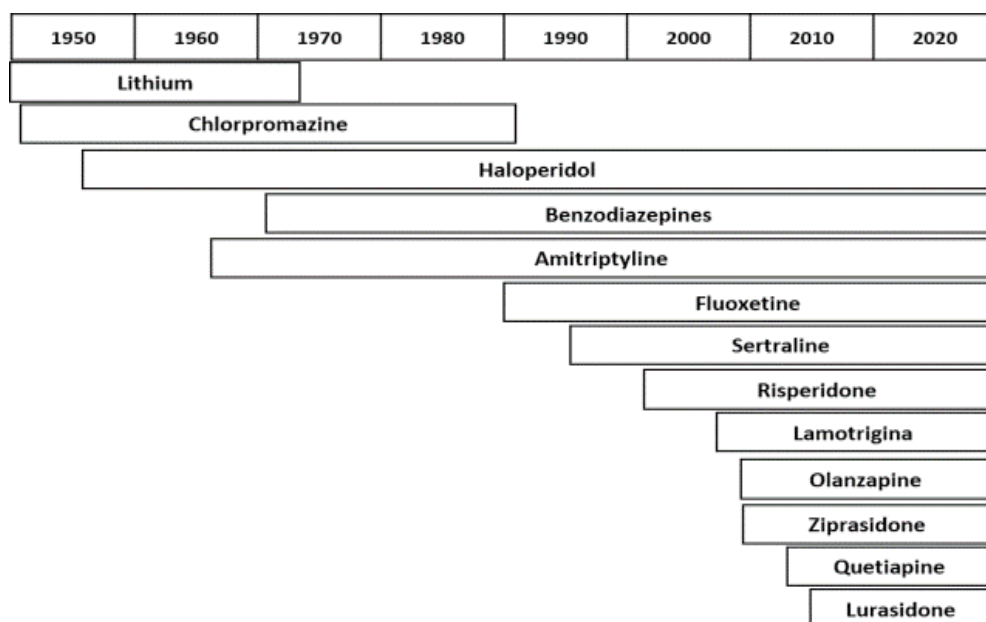 1950 1960 1970 1980 1990 2000 2010 2020
Lithium
Chlorpromazine
Haloperidol
Benzodiazepines
Amitriptyline
Fluoxetine
Sertraline
Risperidone
Lamotrigina
Olanzapine
Ziprasidone
Quetiapine
Lurasidone